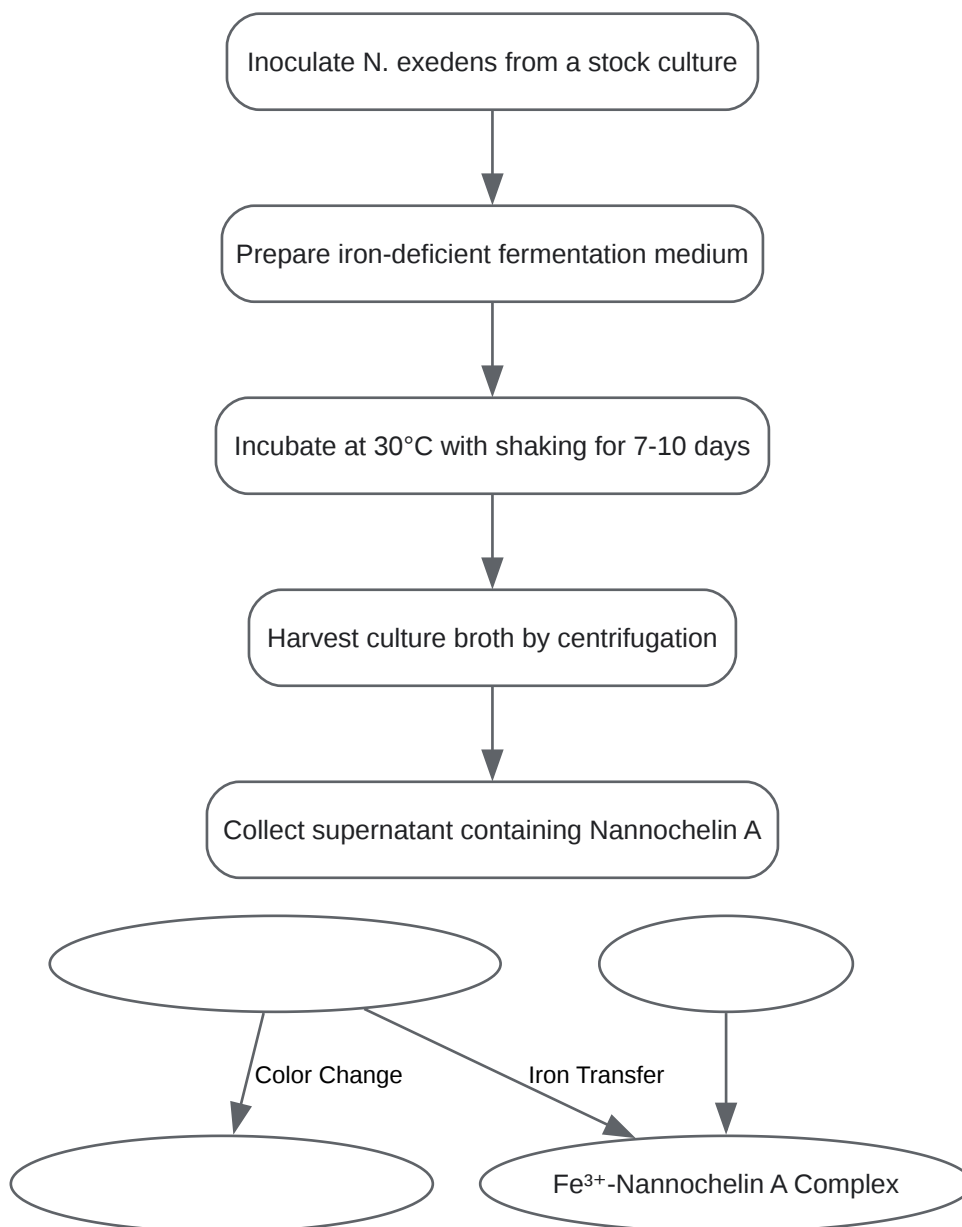 Inoculate N. exedens from a stock culture
Prepare iron-deficient fermentation medium
Incubate at 30°C with shaking for 7-10 days
Harvest culture broth by centrifugation
Collect supernatant containing Nannochelin A
Color Change
Iron Transfer
Fe³⁺-Nannochelin A Complex